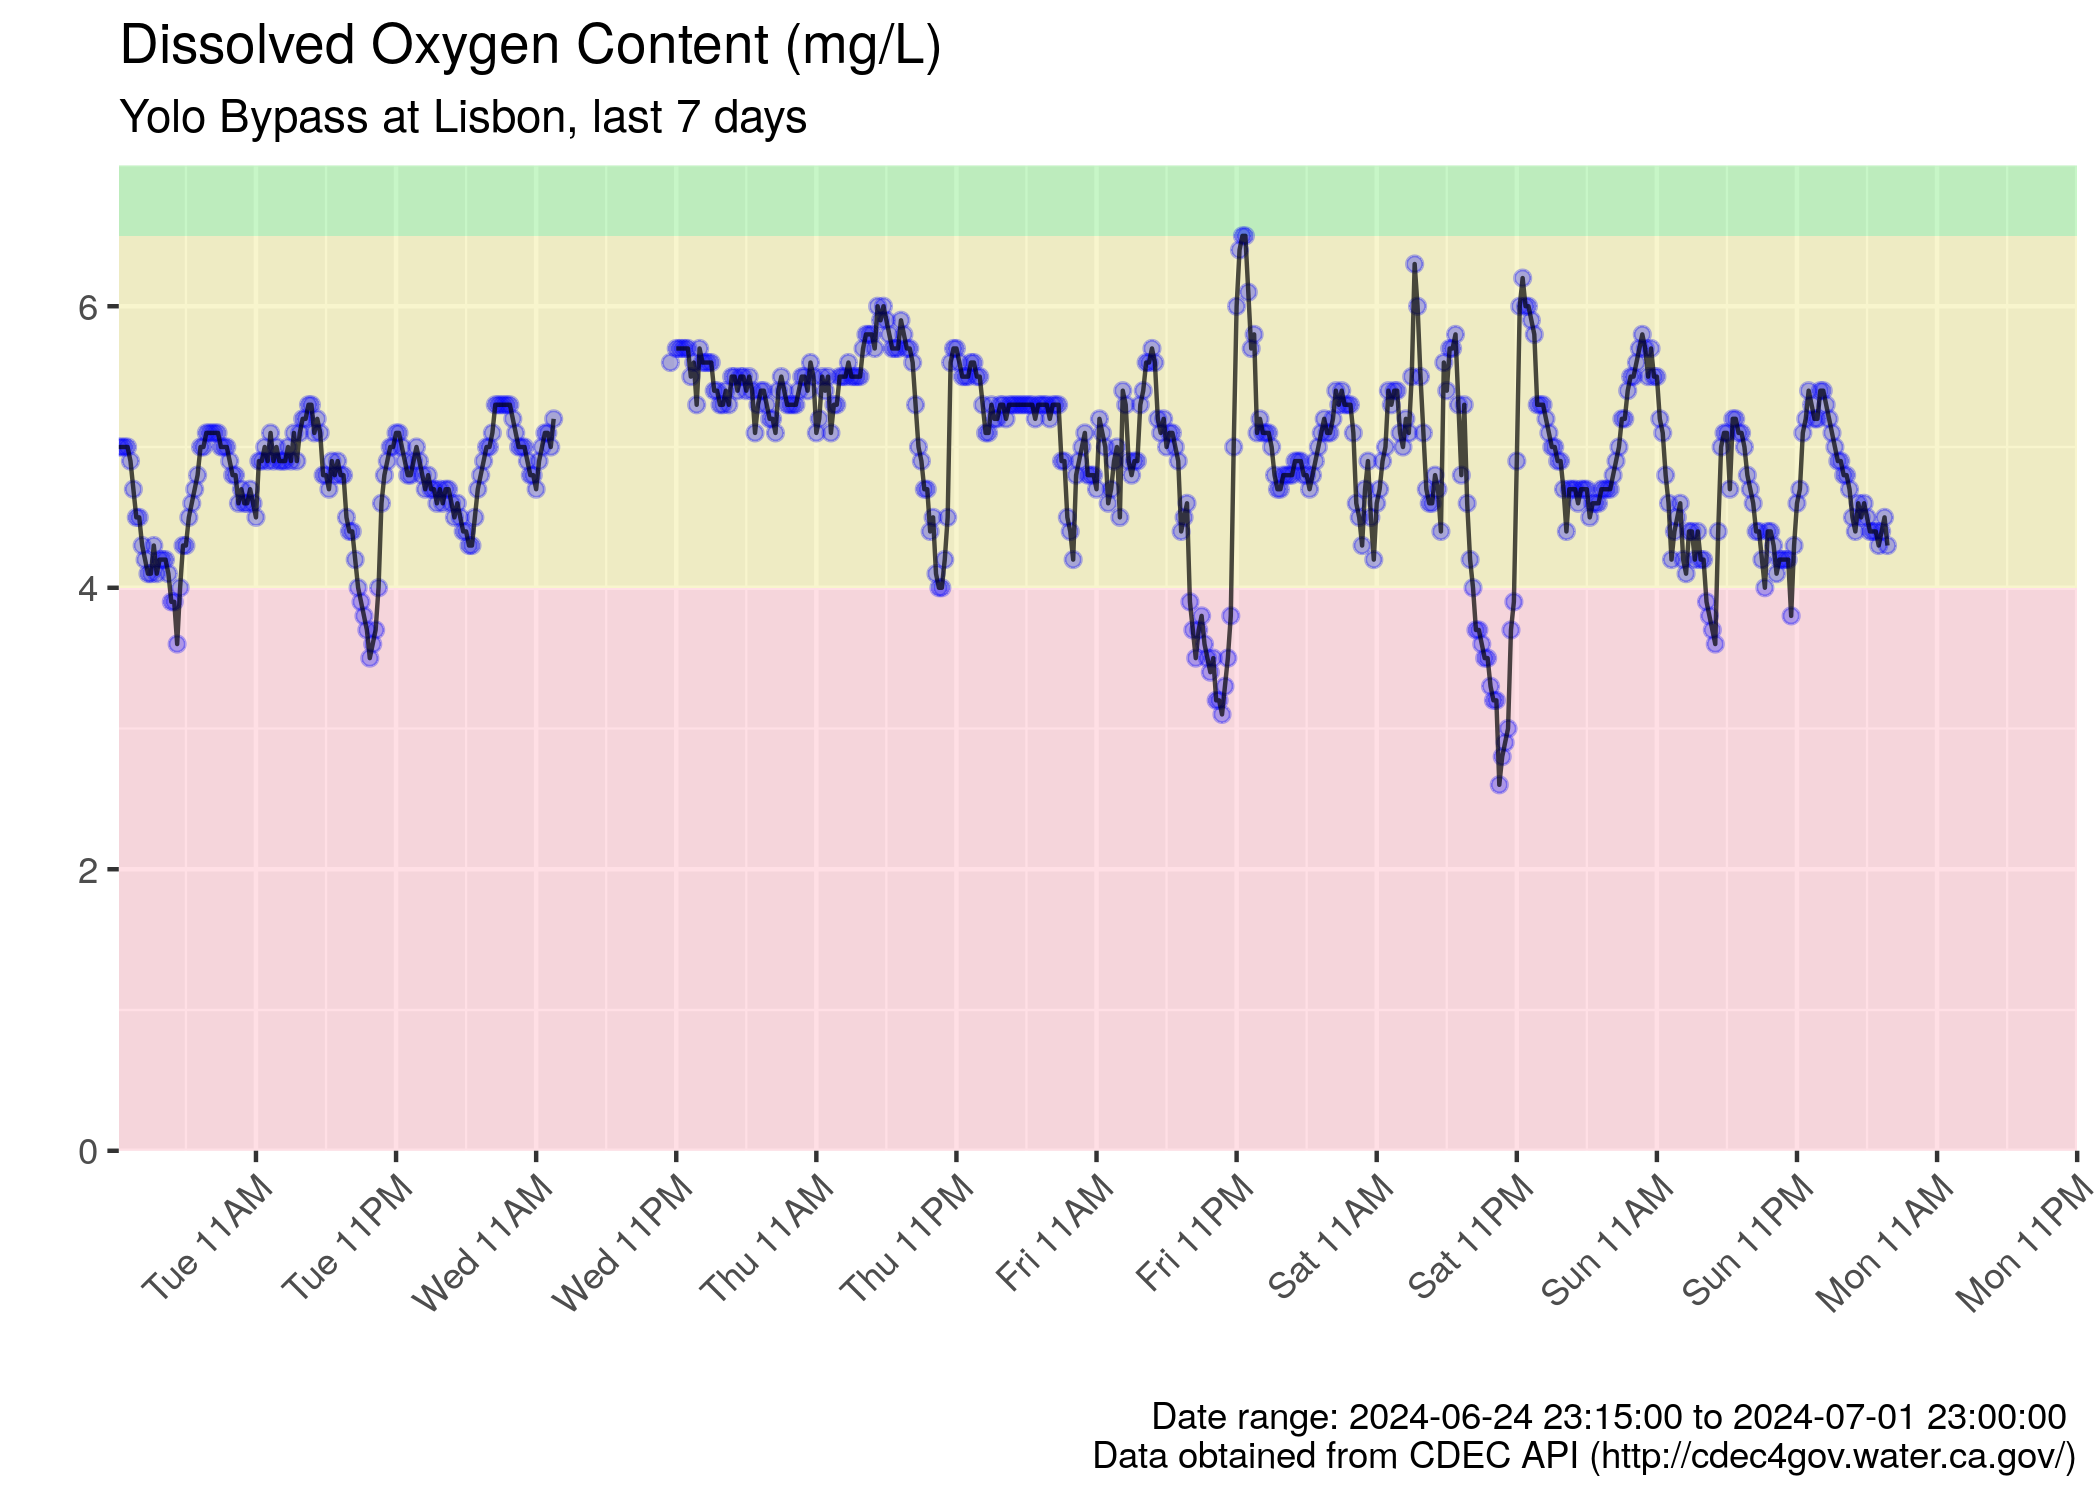 Dissolved Oxygen Content (mg/L)
Yolo Bypass at Lisbon, last 7 days
6
4
2
0
Tue 11AM
Tue 11PM
Wed 11AM
Wed 11PM
Thu 11AM
Thu 11PM
Fri 11AM
Fri 11PM
Sat 11AM
Sat 11PM
Sun 11AM
Sun 11PM
Mon 11AM
Mon 11PM
Date range: 2024-06-24 23:15:00 to 2024-07-01 23:00:00
Data obtained from CDEC API (http://cdec4gov.water.ca.gov/)